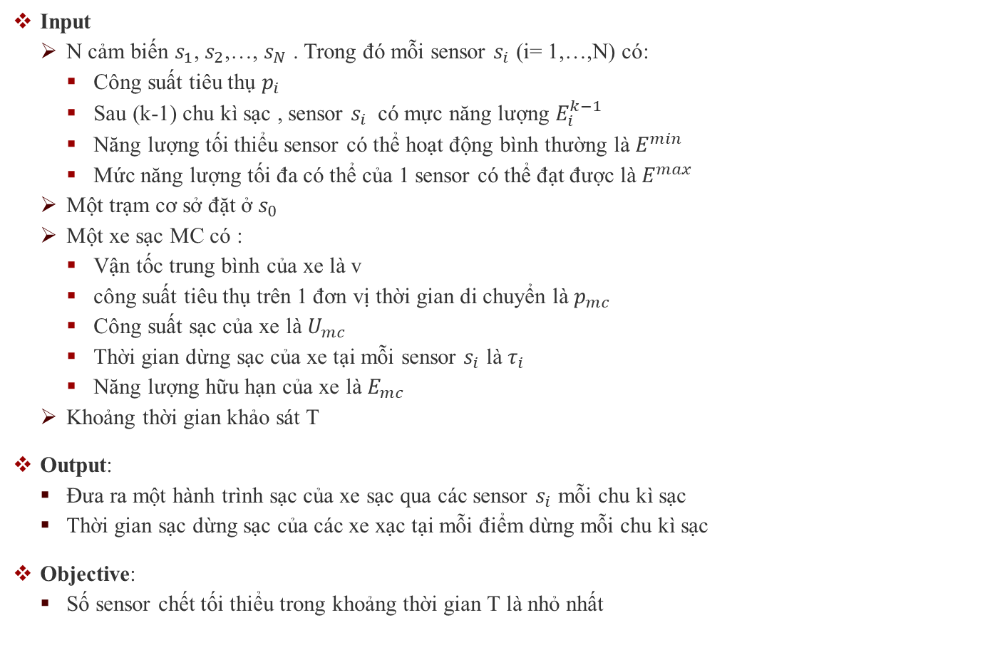 ❖ Input
➢ N cảm biến $s_1$, $s_2$,…, $s_N$ . Trong đó mỗi sensor $s_i$ (i= 1,…,N) có:
▪ Công suất tiêu thụ $p_i$
▪ Sau (k-1) chu kì sạc , sensor $s_i$ có mực năng lượng $E_i^{k-1}$
▪ Năng lượng tối thiểu sensor có thể hoạt động bình thường là $E^{min}$
▪ Mức năng lượng tối đa có thể của 1 sensor có thể đạt được là $E^{max}$
➢ Một trạm cơ sở đặt ở $s_0$
➢ Một xe sạc MC có :
▪ Vận tốc trung bình của xe là v
▪ công suất tiêu thụ trên 1 đơn vị thời gian di chuyển là $p_{mc}$
▪ Công suất sạc của xe là $U_{mc}$
▪ Thời gian dừng sạc của xe tại mỗi sensor $s_i$ là $\tau_i$
▪ Năng lượng hữu hạn của xe là $E_{mc}$
➢ Khoảng thời gian khảo sát T
❖ Output:
▪ Đưa ra một hành trình sạc của xe sạc qua các sensor $s_i$ mỗi chu kì sạc
▪ Thời gian sạc dừng sạc của các xe xạc tại mỗi điểm dừng mỗi chu kì sạc
❖ Objective:
▪ Số sensor chết tối thiểu trong khoảng thời gian T là nhỏ nhất